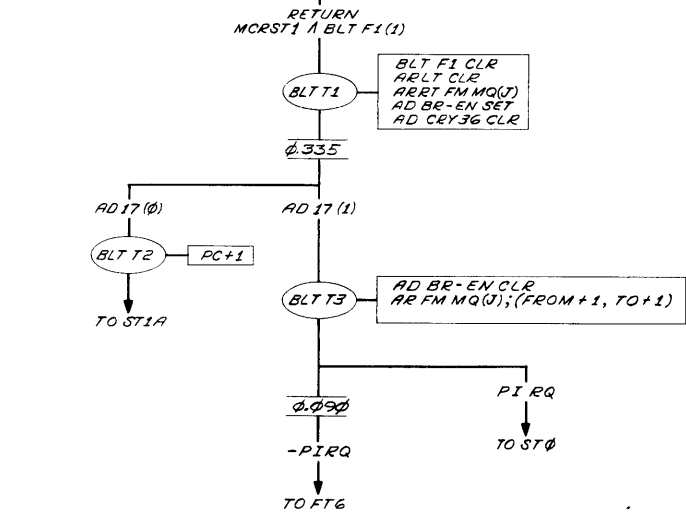 RETURN
MCRST1 Λ BLT F1(1)
BLT T1
BLT F1 CLR
ARLT CLR
ARRT FM MQ(J)
AD BR-EN SET
AD CRY36 CLR
Ø.335
AD 17(Ø)
AD 17(1)
BLT T2
PC+1
TO ST1A
BLT T3
AD BR-EN CLR
AR FM MQ(J);(FROM+1, TO+1)
Ø.Ø9Ø
PI RQ
-PIRQ
TO STØ
TO FT6